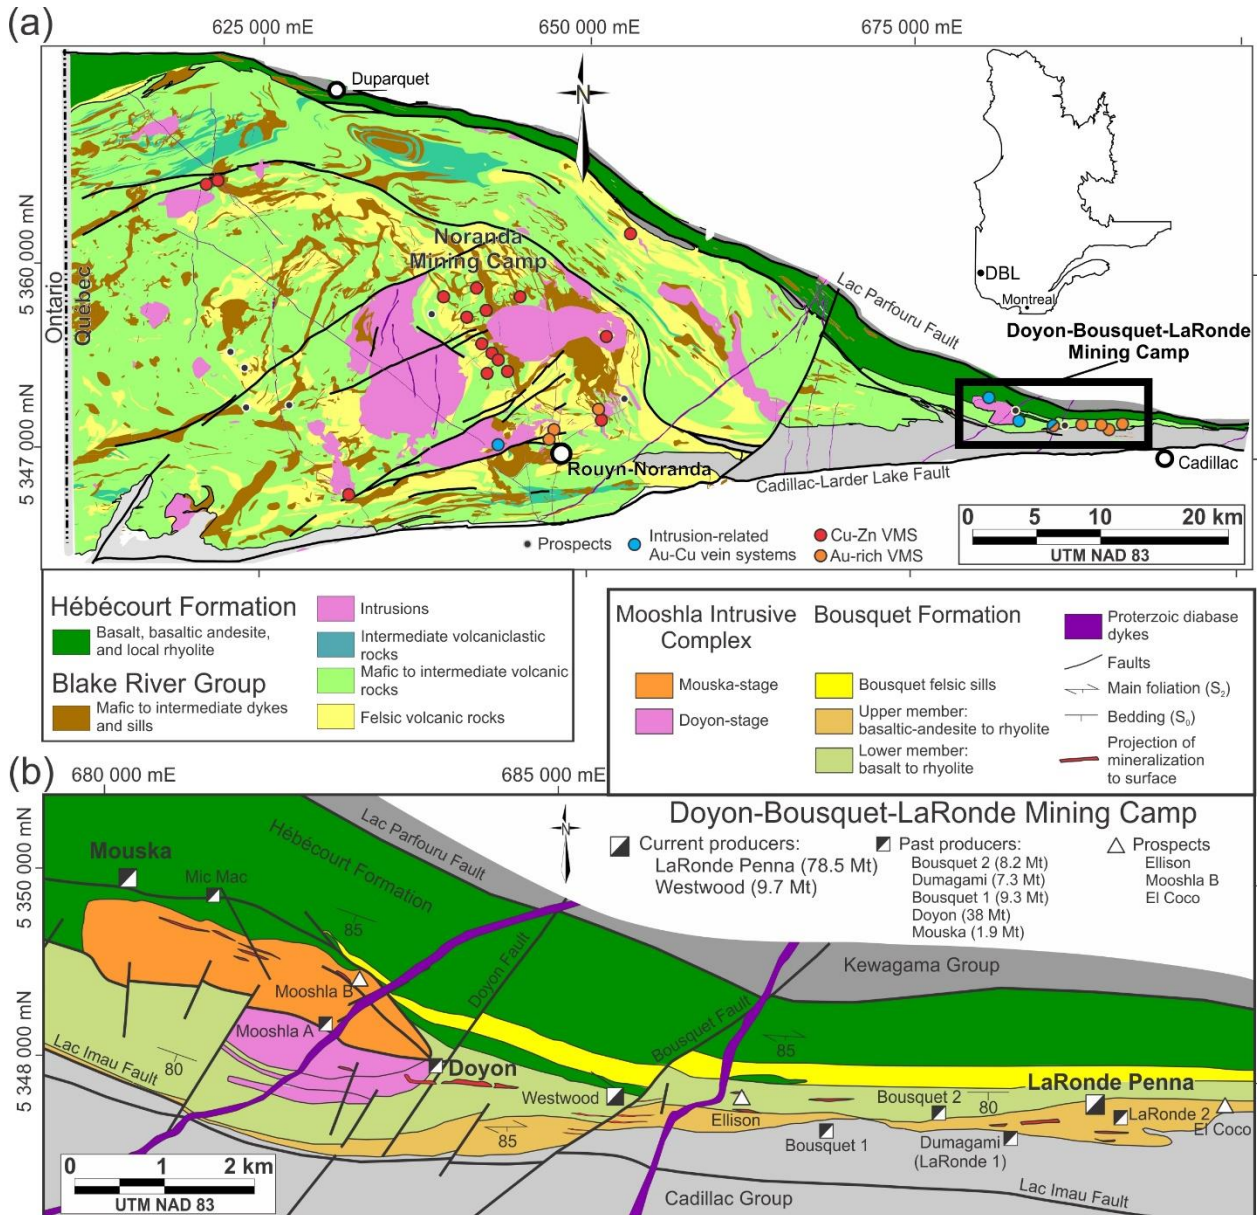 (a)
625 000 mE
650 000 mE
675 000 mE
Duparquet
N
Noranda
Mining Camp
5 360 000 mN
Ontario
Québec
Lac Parfouru Fault
DBL
Montreal
Doyon-Bousquet-LaRonde
Mining Camp
5 347 000 mN
Rouyn-Noranda
Cadillac-Larder Lake Fault
Cadillac
Prospects
Intrusion-related
Au-Cu vein systems
Cu-Zn VMS
Au-rich VMS
0 5 10 20 km
UTM NAD 83
Hébécourt Formation
Basalt, basaltic andesite,
and local rhyolite
Blake River Group
Mafic to intermediate dykes
and sills
Intrusions
Intermediate volcaniclastic
rocks
Mafic to intermediate volcanic
rocks
Felsic volcanic rocks
Mooshla Intrusive
Complex
Mouska-stage
Doyon-stage
Bousquet Formation
Bousquet felsic sills
Upper member:
basaltic-andesite to rhyolite
Lower member:
basalt to rhyolite
Proterzoic diabase
dykes
Faults
Main foliation (S2)
Bedding (S0)
Projection of
mineralization
to surface
(b)
680 000 mE
685 000 mE
Doyon-Bousquet-LaRonde Mining Camp
Current producers:
LaRonde Penna (78.5 Mt)
Westwood (9.7 Mt)
Past producers:
Bousquet 2 (8.2 Mt)
Dumagami (7.3 Mt)
Bousquet 1 (9.3 Mt)
Doyon (38 Mt)
Mouska (1.9 Mt)
Prospects
Ellison
Mooshla B
El Coco
N
5 350 000 mN
5 348 000 mN
Lac Parfouru Fault
Hébécourt Formation
Mouska
Mic Mac
85
Kewagama Group
Mooshla B
Doyon Fault
Bousquet Fault
Mooshla A
85
Lac Imau Fault
80
Doyon
Westwood
Ellison
Bousquet 2
80
LaRonde Penna
LaRonde 2
El Coco
85
Bousquet 1
Dumagami
(LaRonde 1)
Lac Imau Fault
Cadillac Group
0 1 2 km
UTM NAD 83